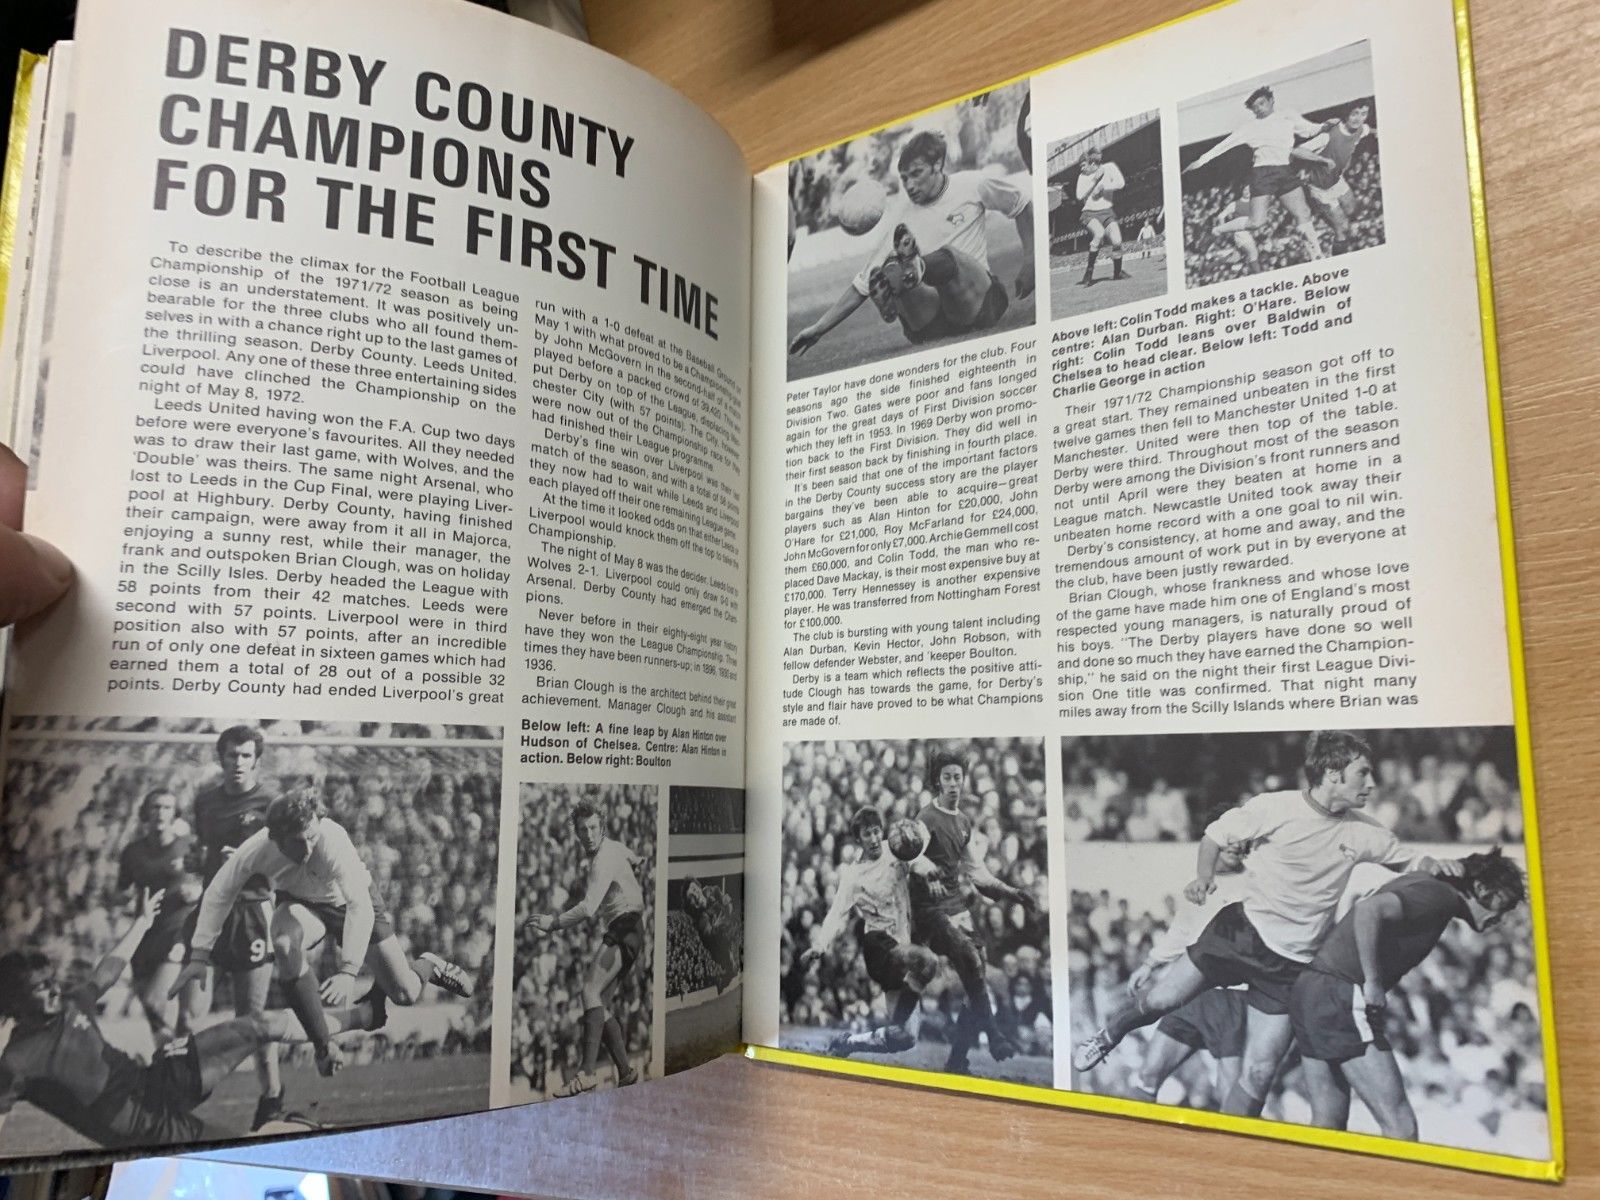 DERBY COUNTY
CHAMPIONS
FOR THE FIRST TIME
To describe the climax for the Football League
Championship of the 1971/72 season as being
close is an understatement. It was positively un-
bearable for the three clubs who all found them-
selves in with a chance right up to the last games of
the thrilling season. Derby County. Leeds United.
Liverpool. Any one of these three entertaining sides
could have clinched the Championship on the
night of May 8, 1972.
Leeds United having won the F.A. Cup two days
before were everyone's favourites. All they needed
was to draw their last game, with Wolves, and the
'Double' was theirs. The same night Arsenal, who
lost to Leeds in the Cup Final, were playing Liver-
pool at Highbury. Derby County, having finished
their campaign, were away from it all in Majorca,
enjoying a sunny rest, while their manager, the
frank and outspoken Brian Clough, was on holiday
in the Scilly Isles. Derby headed the League with
58 points from their 42 matches. Leeds were
second with 57 points. Liverpool were in third
position also with 57 points, after an incredible
run of only one defeat in sixteen games which had
earned them a total of 28 out of a possible 32
points. Derby County had ended Liverpool's great
run with a 1-0 defeat at the Baseball Ground on
May 1 with what proved to be a Championship goal
by John McGovern in the second-half of a match
played before a packed crowd of 39,420. This win
put Derby on top of the League, displacing Man-
chester City (with 57 points). The City, however
were now out of the Championship race for they
had finished their League programme.
Derby's fine win over Liverpool was their last
match of the season, and with a total of 58 points
they now had to wait while Leeds and Liverpool
each played off their one remaining League game.
At the time it looked odds on that either Leeds or
Liverpool would knock them off the top to take the
Championship.
The night of May 8 was the decider. Leeds lost to
Wolves 2-1. Liverpool could only draw 0-0 with
Arsenal. Derby County had emerged the Cham-
pions.
Never before in their eighty-eight year history
have they won the League Championship. Three
times they have been runners-up; in 1896, 1930 and
1936.
Brian Clough is the architect behind their great
achievement. Manager Clough and his assistant
Below left: A fine leap by Alan Hinton over
Hudson of Chelsea. Centre: Alan Hinton in
action. Below right: Boulton
9
Peter Taylor have done wonders for the club. Four
seasons ago the side finished eighteenth in
Division Two. Gates were poor and fans longed
again for the great days of First Division soccer
which they left in 1953. In 1969 Derby won promo-
tion back to the First Division. They did well in
their first season back by finishing in fourth place.
It's been said that one of the important factors
in the Derby County success story are the player
bargains they've been able to acquire—great
players such as Alan Hinton for £20,000, John
O'Hare for £21,000, Roy McFarland for £24,000,
John McGovern for only £7,000. Archie Gemmell cost
them £60,000, and Colin Todd, the man who re-
placed Dave Mackay, is their most expensive buy at
£170,000. Terry Hennessey is another expensive
player. He was transferred from Nottingham Forest
for £100,000.
The club is bursting with young talent including
Alan Durban, Kevin Hector, John Robson, with
fellow defender Webster, and 'keeper Boulton.
Derby is a team which reflects the positive atti-
tude Clough has towards the game, for Derby's
style and flair have proved to be what Champions
are made of.
Above left: Colin Todd makes a tackle. Above
centre: Alan Durban. Right: O'Hare. Below
right: Colin Todd leans over Baldwin of
Chelsea to head clear. Below left: Todd and
Charlie George in action
Their 1971/72 Championship season got off to
a great start. They remained unbeaten in the first
twelve games then fell to Manchester United 1-0 at
Manchester. United were then top of the table.
Derby were third. Throughout most of the season
Derby were among the Division's front runners and
not until April were they beaten at home in a
League match. Newcastle United took away their
unbeaten home record with a one goal to nil win.
Derby's consistency, at home and away, and the
tremendous amount of work put in by everyone at
the club, have been justly rewarded.
Brian Clough, whose frankness and whose love
of the game have made him one of England's most
respected young managers, is naturally proud of
his boys. "The Derby players have done so well
and done so much they have earned the Champion-
ship," he said on the night their first League Divi-
sion One title was confirmed. That night many
miles away from the Scilly Islands where Brian was